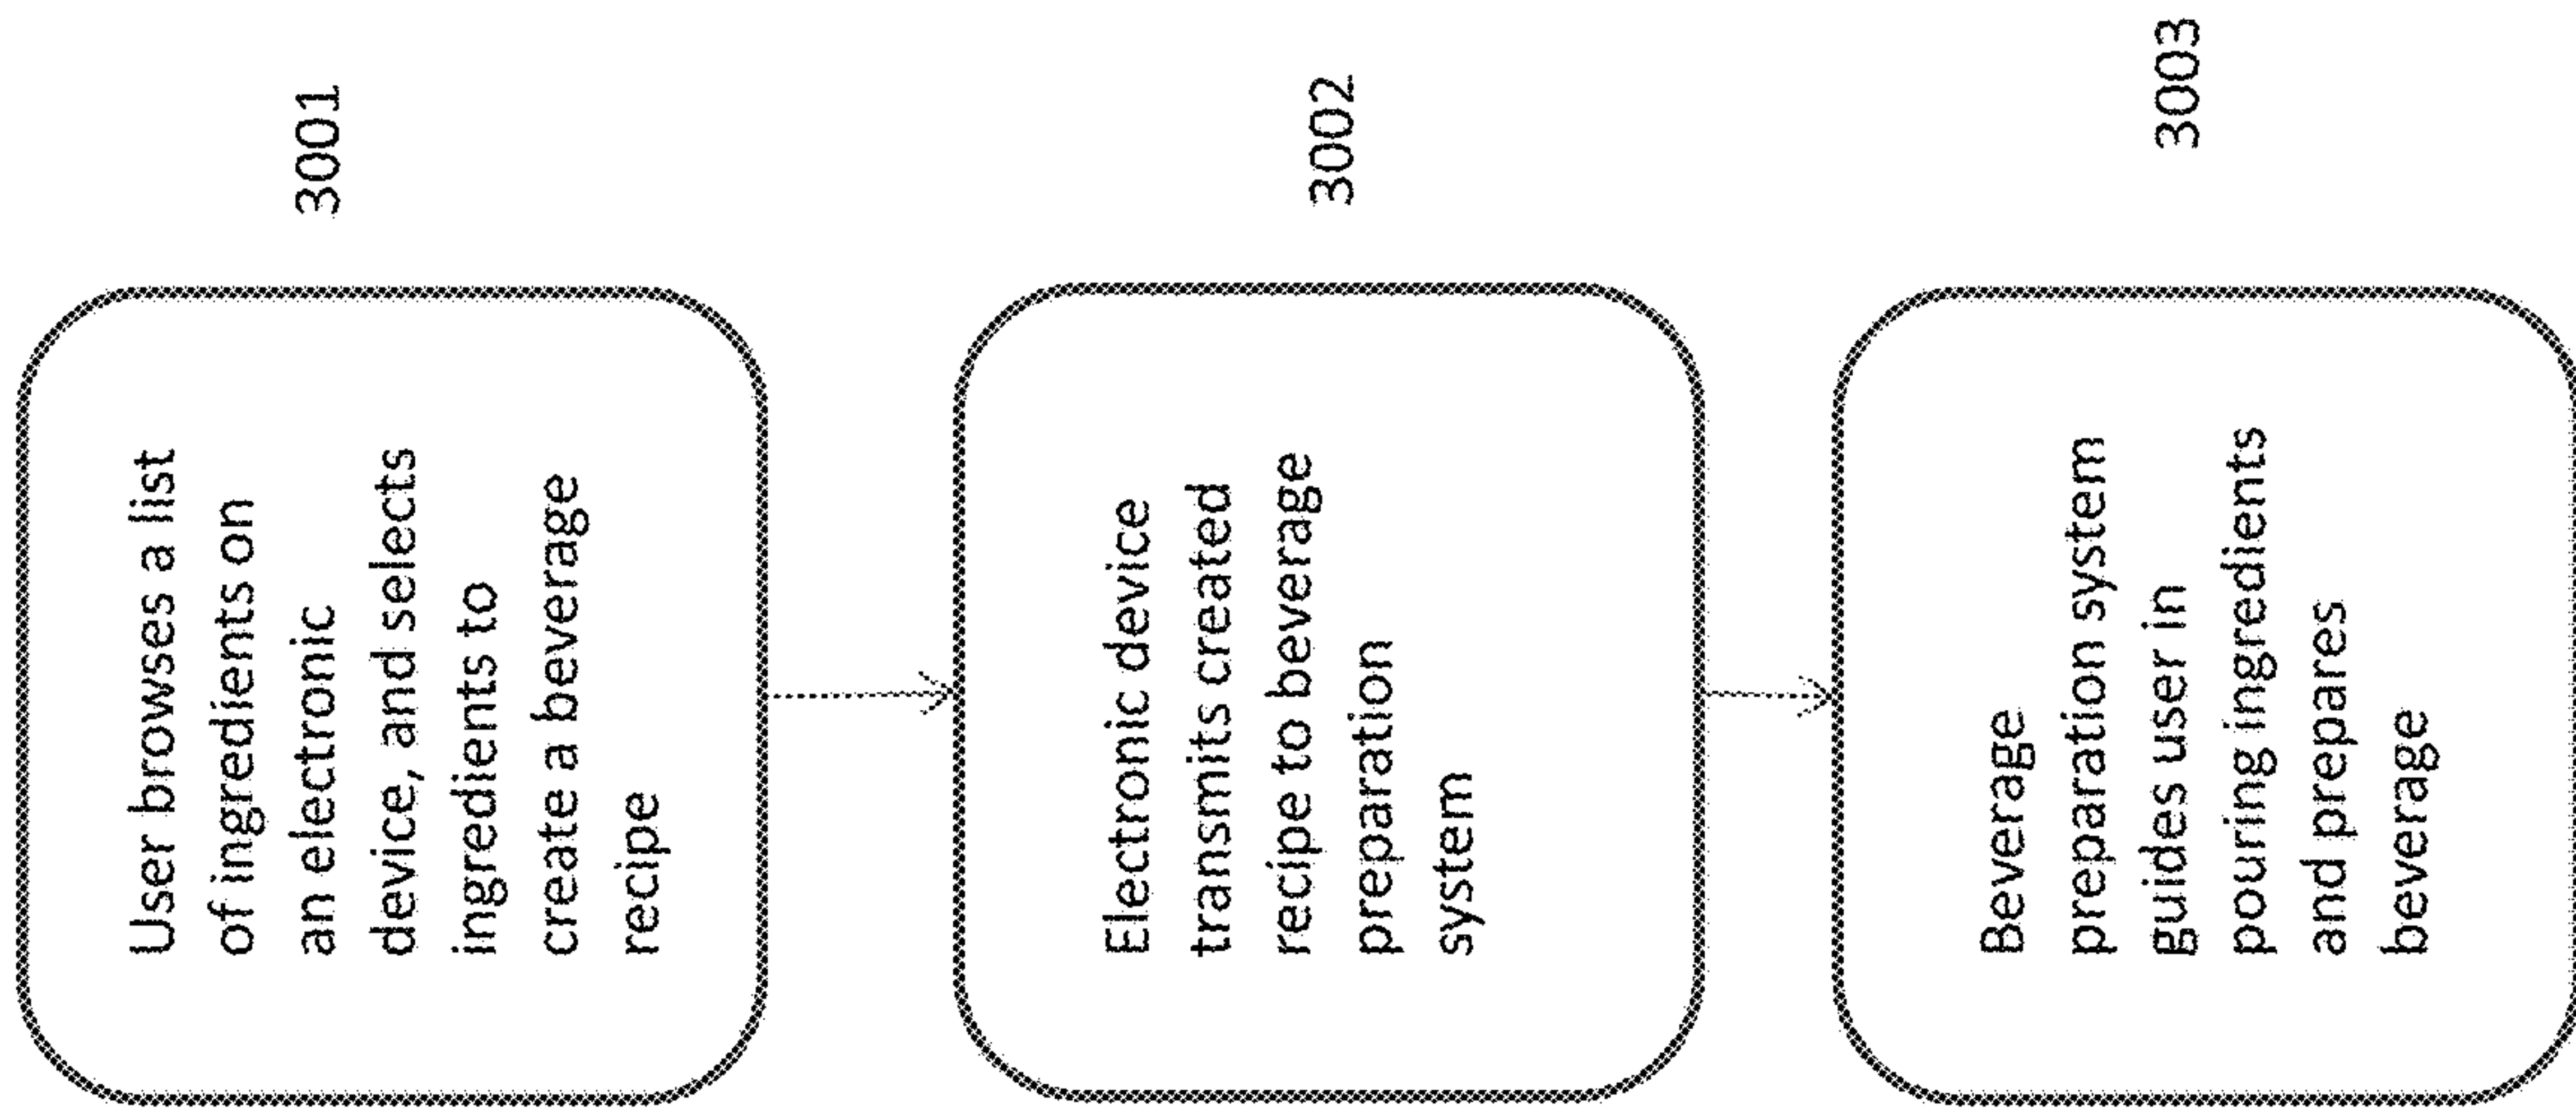 User browses a list
of ingredients on
an electronic
device, and selects
ingredients to
create a beverage
recipe
3001
Electronic device
transmits created
recipe to beverage
preparation
system
3002
Beverage
preparation system
guides user in
pouring ingredients
and prepares
beverage
3003